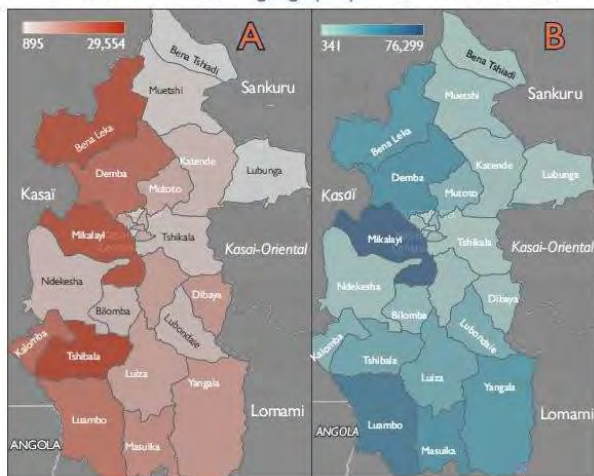 A
895 29,554
Bena Tshiadi
Muetshi
Sankuru
Bena Leka
Demba
Katende
Mutoto
Lubunga
Kasaï
Mikalayi
Tshikala
Kasai-Oriental
Ndekesha
Dibaya
Bilomba
Lubondaie
Kalomba
Tshibala
Luiza
Yangala
Luambo
Lomami
ANGOLA
Masuika
B
341 76,299
Bena Tshiadi
Muetshi
Sankuru
Bena Leka
Demba
Katende
Mutoto
Lubunga
Kasaï
Mikalayi
Tshikala
Kasai-Oriental
Ndekesha
Dibaya
Bilomba
Lubondaie
Kalomba
Tshibala
Luiza
Yangala
Luambo
Lomami
ANGOLA
Masuika